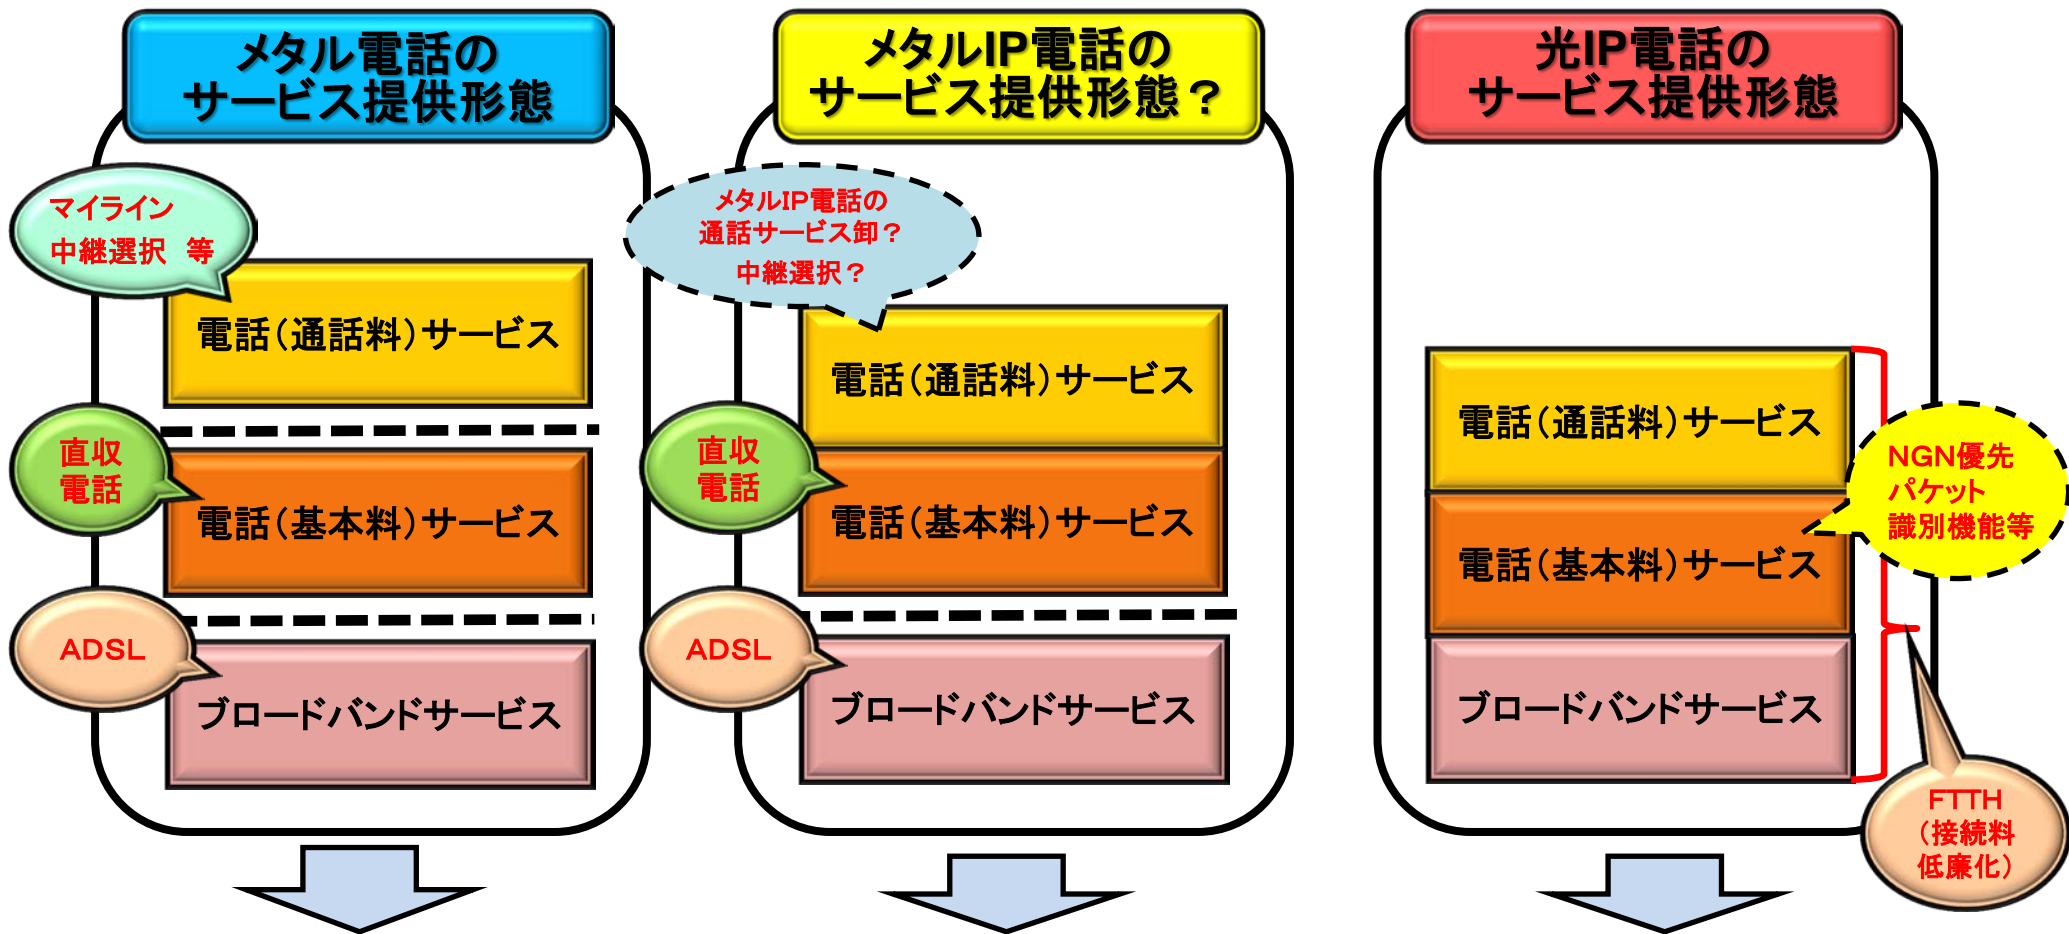 メタル電話の
サービス提供形態
マイライン
中継選択　等
電話(通話料)サービス
直収
電話
電話(基本料)サービス
ADSL
ブロードバンドサービス
メタルIP電話の
サービス提供形態？
メタルIP電話の
通話サービス卸？
中継選択？
電話(通話料)サービス
直収
電話
電話(基本料)サービス
ADSL
ブロードバンドサービス
光IP電話の
サービス提供形態
電話(通話料)サービス
NGN優先
パケット
識別機能等
電話(基本料)サービス
ブロードバンドサービス
FTTH
(接続料
低廉化)